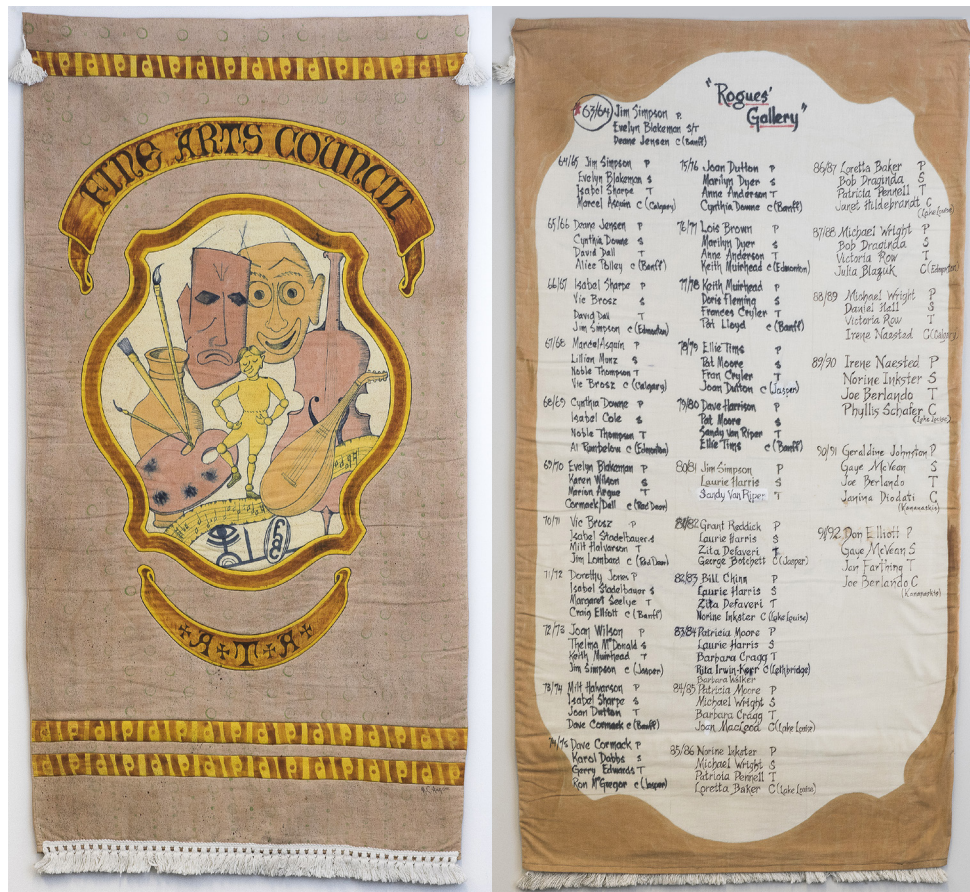 FINE ARTS COUNCIL
A T A
"Rogues'
Gallery"
63/64 Jim Simpson P.
Evelyn Blakeman S/T
Deane Jensen C (Banff)
64/65 Jim Simpson P
Evelyn Blakeman S
Isabel Sharpe T
Marcel Asquin C (Calgary)
65/66 Deane Jensen P
Cynthia Downe S
David Dall T
Alice Polley C (Banff)
66/67 Isabel Sharpe P
Vic Brosz S
David Dall T
Jim Simpson C (Edmonton)
67/68 Marcel Asquin P
Lillian Monz S
Noble Thompson T
Vic Brosz C (Calgary)
68/69 Cynthia Downe P
Isabel Cole S
Noble Thompson T
Al Rambelow C (Edmonton)
69/70 Evelyn Blakeman P
Karen Wilson S
Marion Argue T
Cormack/Dall C (Red Deer)
70/71 Vic Brosz P
Isabel Stadelbauer S
Milt Halvarson T
Jim Lombard C (Red Deer)
71/72 Dorothy Jones P
Isabel Stadelbauer S
Margaret Seelye T
Craig Elliott C (Banff)
72/73 Joan Wilson P
Thelma McDonald S
Keith Muirhead T
Jim Simpson C (Jasper)
73/74 Milt Halvarson P
Isabel Sharpe S
Joan Dutton T
Dave Cormack C (Banff)
74/75 Dave Cormack P
Karol Dabbs S
Gerry Edwards T
Ron McGregor C (Jasper)
75/76 Joan Dutton P
Marilyn Dyer S
Anne Anderson T
Cynthia Downe C (Banff)
76/77 Lois Brown P
Marilyn Dyer S
Anne Anderson T
Keith Muirhead C (Edmonton)
77/78 Keith Muirhead P
Doris Fleming S
Frances Cryler T
Pat Lloyd C (Banff)
78/79 Ellie Tims P
Pat Moore S
Fran Cryler T
Joan Dutton C (Jasper)
79/80 Dave Harrison P
Pat Moore S
Sandy Van Riper T
Ellie Tims C (Banff)
80/81 Jim Simpson P
Laurie Harris S
Sandy Van Riper T
81/82 Grant Reddick P
Laurie Harris S
Zita Defaveri T
George Botchett C (Jasper)
82/83 Bill Chinn P
Laurie Harris S
Zita Defaveri T
Norine Inkster C (Lake Louise)
83/84 Patricia Moore P
Laurie Harris S
Barbara Cragg T
Rita Irwin-Keer C (Lethbridge)
Barbara Walker
84/85 Patricia Moore P
Michael Wright S
Barbara Cragg T
Joan Macleod C (Lake Louise)
85/86 Norine Inkster P
Michael Wright S
Patricia Pennell T
Loretta Baker C (Lake Louise)
86/87 Loretta Baker P
Bob Draginda S
Patricia Pennell T
Janet Hildebrandt C
(Lake Louise)
87/88 Michael Wright P
Bob Draginda S
Victoria Row T
Julia Blazuk C (Edmonton)
88/89 Michael Wright P
Daniel Hall S
Victoria Row T
Irene Naested C (Calgary)
89/90 Irene Naested P
Norine Inkster S
Joe Berlando T
Phyllis Schafer C
(Lake Louise)
90/91 Geraldine Johnston P
Gaye McVean S
Joe Berlando T
Janina Diodati C
(Kananaskis)
91/92 Don Elliott P
Gaye McVean S
Jan Farthing T
Joe Berlando C
(Kananaskis)